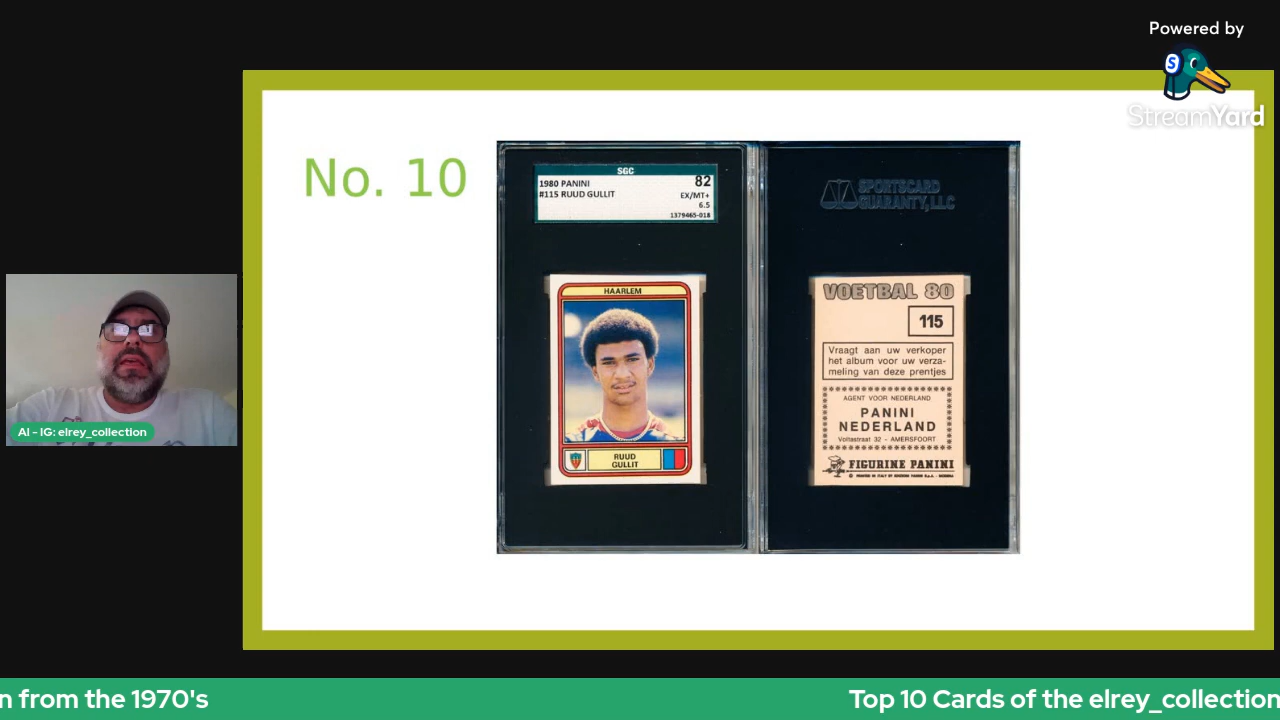 Powered by
StreamYard
No. 10
SGC
1980 PANINI
82
#115 RUUD GULLIT
EX/MT+
6.5
1379465-018
HAARLEM
RUUD
GULLIT
SPORTSCARD
GUARANTY, LLC
VOETBAL 80
115
Vraagt aan uw verkoper
het album voor uw verza-
meling van deze prentjes
AGENT VOOR NEDERLAND
PANINI
NEDERLAND
Voltastraat 32 - AMERSFOORT
FIGURINE PANINI
AI - IG: elrey_collection
n from the 1970's
Top 10 Cards of the elrey_collection